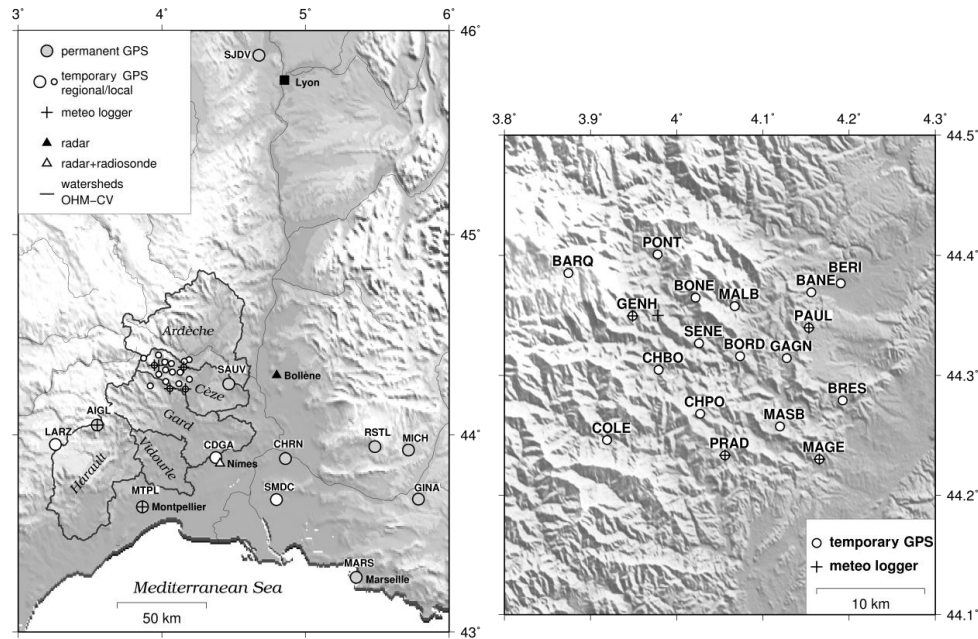 3˚ 4˚ 5˚ 6˚
46˚
45˚
44˚
43˚
permanent GPS
temporary GPS
regional/local
meteo logger
radar
radar+radiosonde
watersheds
OHM−CV
SJDV
Lyon
Ardèche
SAUV
Bollène
Cèze
AIGL
Gard
LARZ
CDGA
CHRN
RSTL
MICH
Vidourle
Nîmes
Hérault
MTPL
SMDC
GINA
Montpellier
MARS
Marseille
Mediterranean Sea
50 km
3.8˚ 3.9˚ 4˚ 4.1˚ 4.2˚ 4.3˚
44.5˚
44.4˚
44.3˚
44.2˚
44.1˚
PONT
BARQ
BERI
BANE
BONE
MALB
GENH
PAUL
SENE
BORD
GAGN
CHBO
BRES
CHPO
MASB
COLE
PRAD
MAGE
temporary GPS
meteo logger
10 km